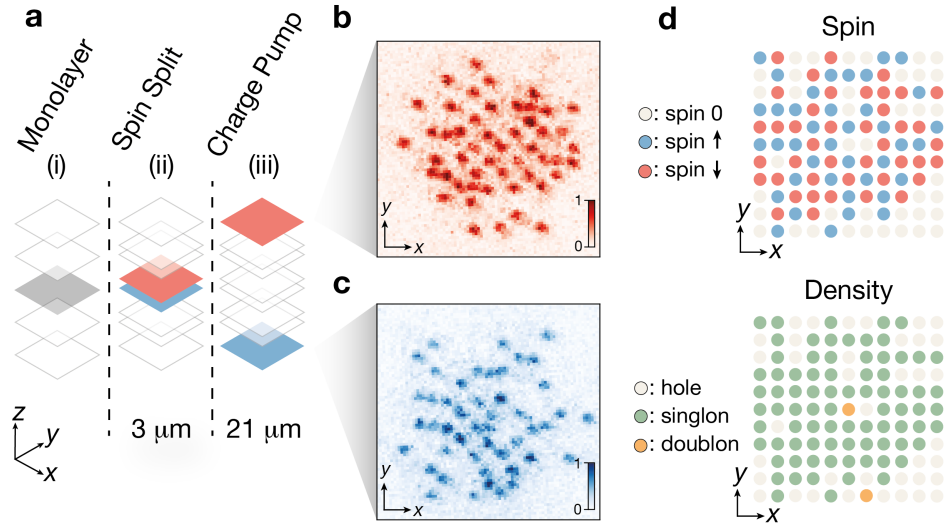 a
Monolayer
Spin Split
Charge Pump
(i)
(ii)
(iii)
3 µm
21 µm
z
y
x
b
y
x
1
0
c
y
x
1
0
d
Spin
: spin 0
: spin ↑
: spin ↓
y
x
Density
: hole
: singlon
: doublon
y
x